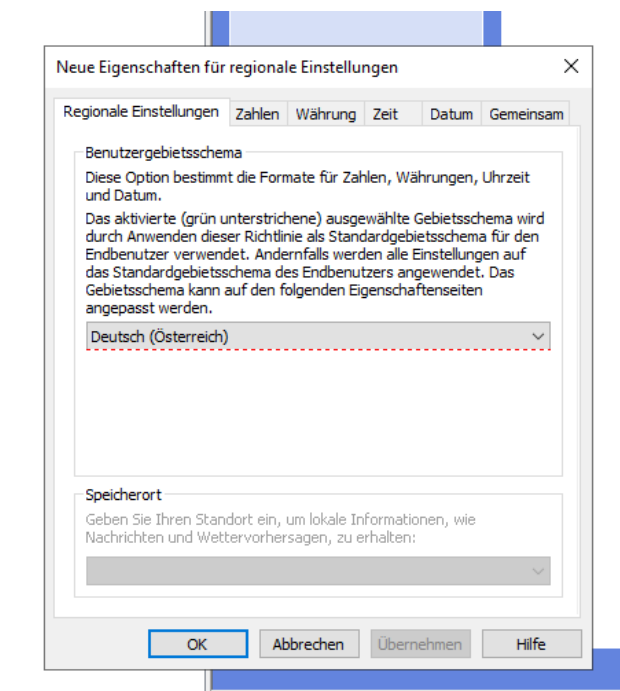 Neue Eigenschaften für regionale Einstellungen
Regionale Einstellungen Zahlen Währung Zeit Datum Gemeinsam
Benutzergebietsschema
Diese Option bestimmt die Formate für Zahlen, Währungen, Uhrzeit
und Datum.
Das aktivierte (grün unterstrichene) ausgewählte Gebietsschema wird
durch Anwenden dieser Richtlinie als Standardgebietsschema für den
Endbenutzer verwendet. Andernfalls werden alle Einstellungen auf
das Standardgebietsschema des Endbenutzers angewendet. Das
Gebietsschema kann auf den folgenden Eigenschaftenseiten
angepasst werden.
Deutsch (Österreich)
Speicherort
Geben Sie Ihren Standort ein, um lokale Informationen, wie
Nachrichten und Wettervorhersagen, zu erhalten:
OK Abbrechen Übernehmen Hilfe